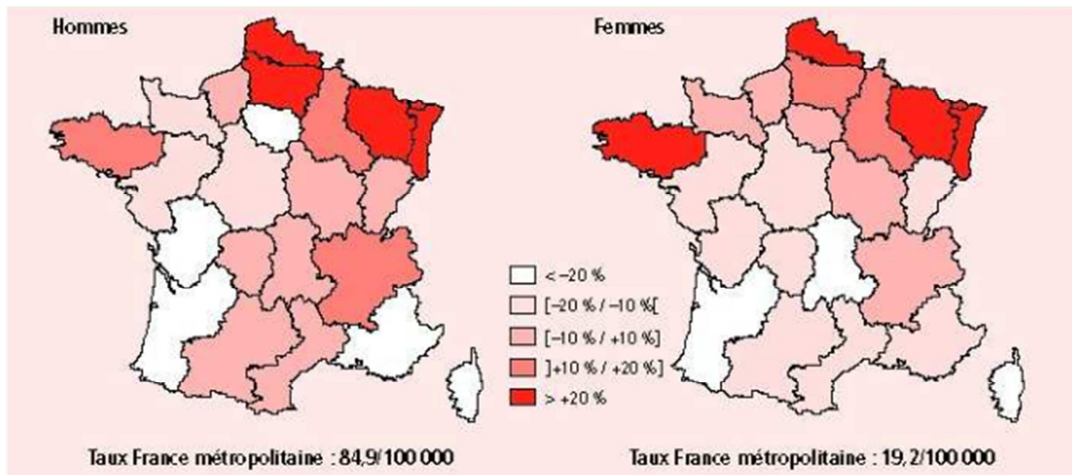 Hommes
Femmes
< –20 %
[–20 % / –10 %[
[–10 % / +10 %]
]+10 % / +20 %]
> +20 %
Taux France métropolitaine : 84,9/100 000
Taux France métropolitaine : 19,2/100 000